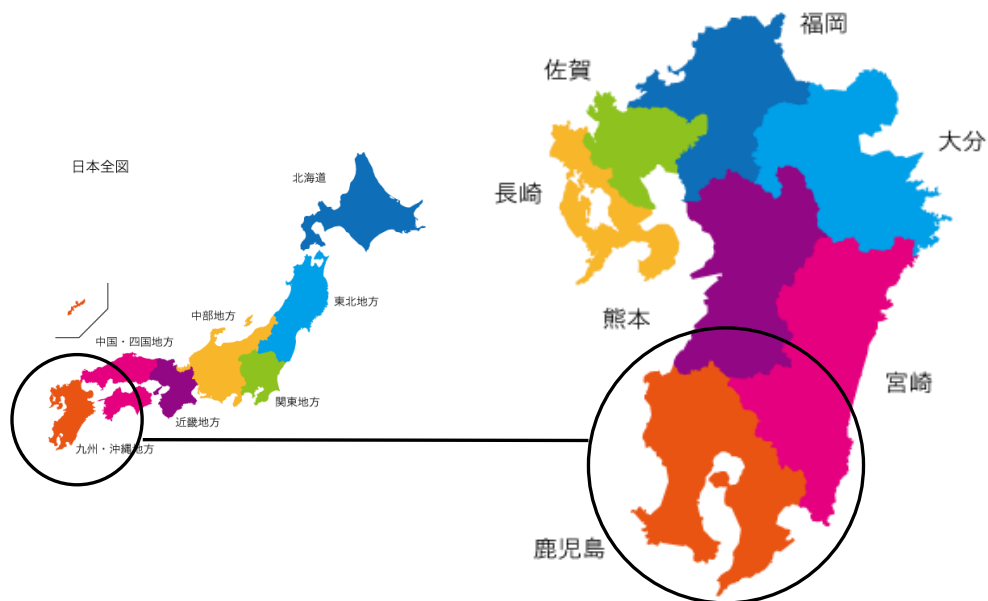 日本全図
北海道
東北地方
中部地方
中国・四国地方
関東地方
近畿地方
九州・沖縄地方
福岡
佐賀
大分
長崎
熊本
宮崎
鹿児島